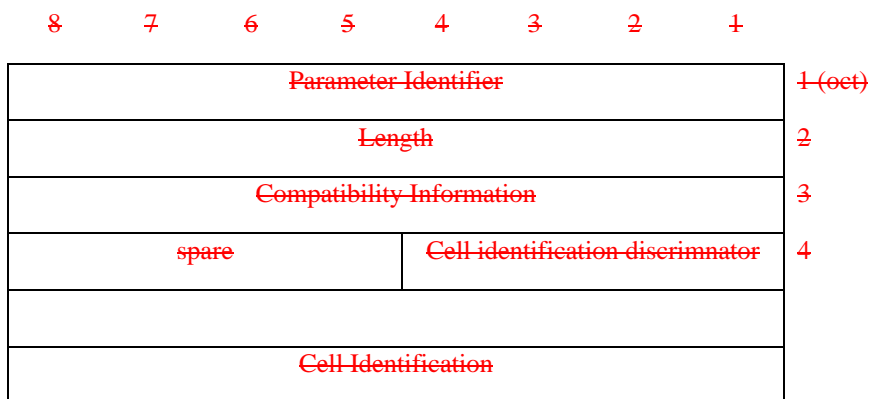 8 7 6 5 4 3 2 1
Parameter Identifier 1 (oct)
Length 2
Compatibility Information 3
spare Cell identification discrimnator 4
Cell Identification